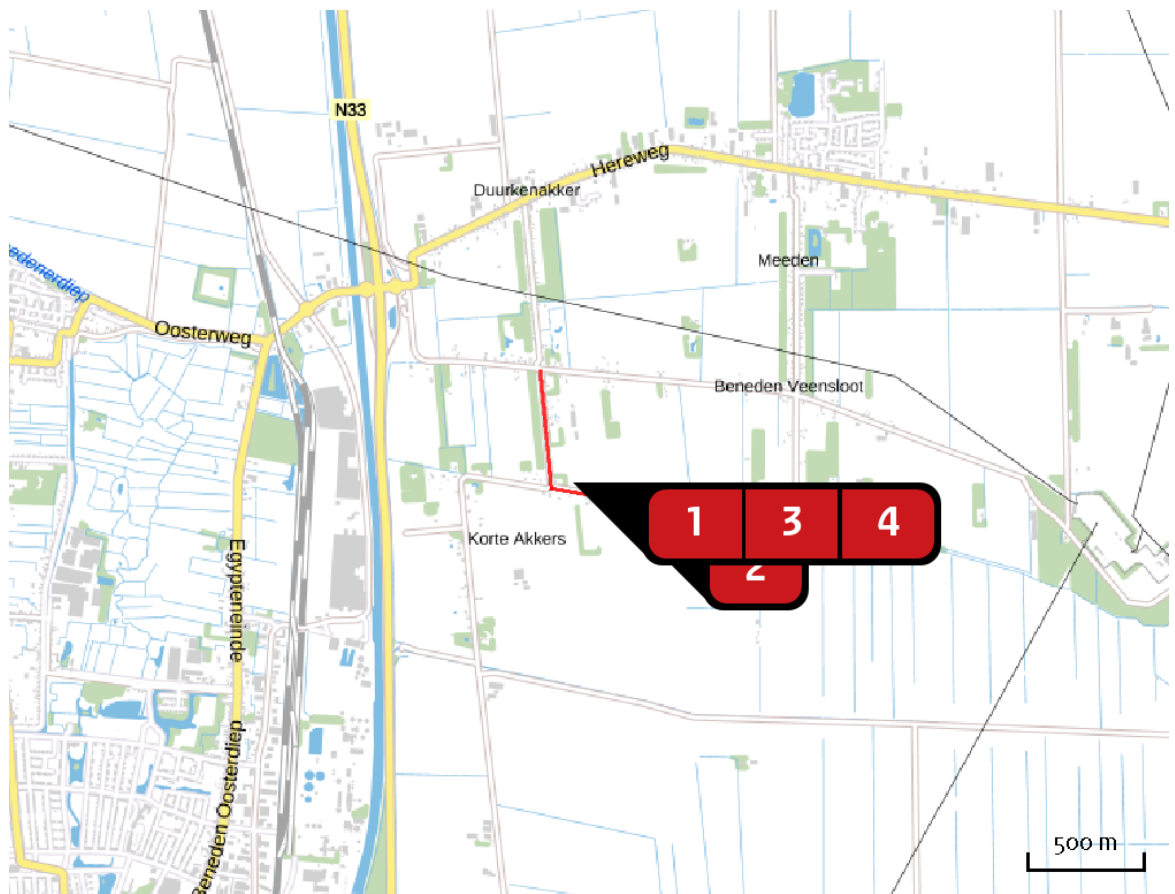 N33
Hereweg
Duurkenakker
edenerdiep
Meeden
Oosterweg
Beneden Veensloot
1 3 4
2
Korte Akkers
Egypteneinde
Beneden Oosterdiep
500 m